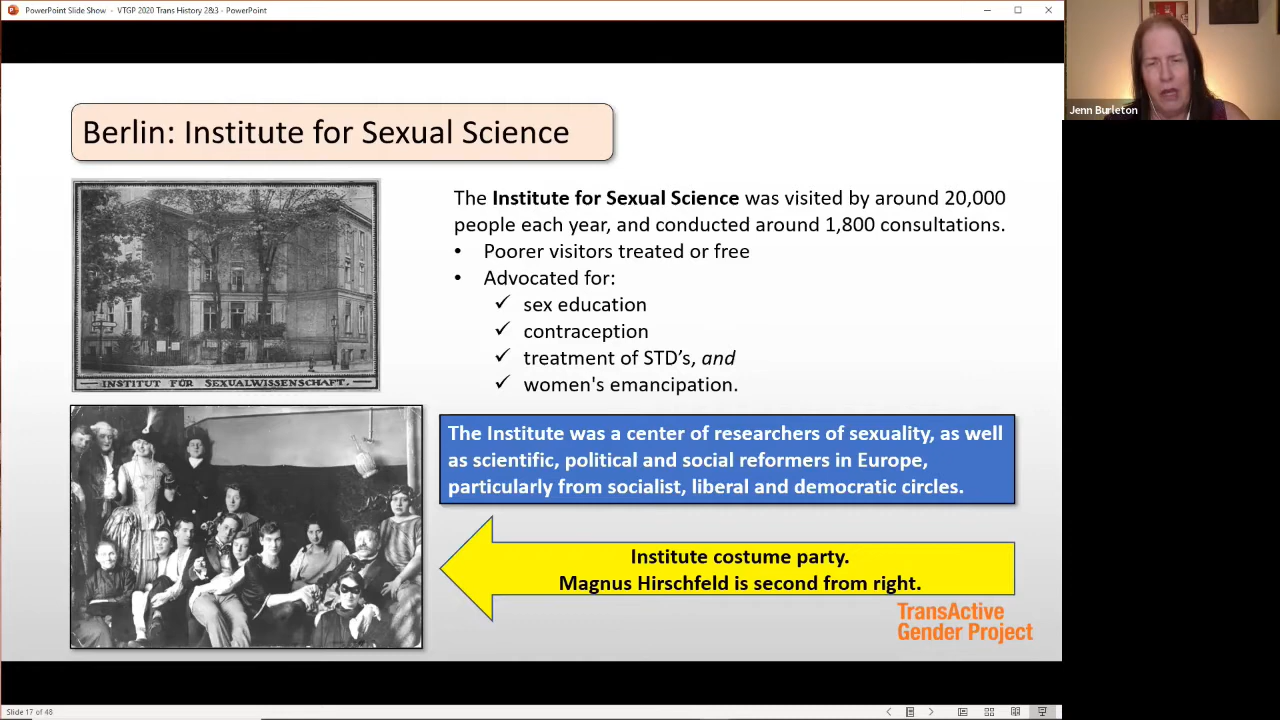 PowerPoint Slide Show - VTGP 2020 Trans History 2&3 - PowerPoint
Jenn Burleton
Berlin: Institute for Sexual Science
INSTITUT FÜR SEXUALWISSENSCHAFT.
The Institute for Sexual Science was visited by around 20,000
people each year, and conducted around 1,800 consultations.
• Poorer visitors treated or free
• Advocated for:
✓ sex education
✓ contraception
✓ treatment of STD’s, and
✓ women's emancipation.
The Institute was a center of researchers of sexuality, as well
as scientific, political and social reformers in Europe,
particularly from socialist, liberal and democratic circles.
Institute costume party.
Magnus Hirschfeld is second from right.
TransActive
Gender Project
Slide 17 of 48